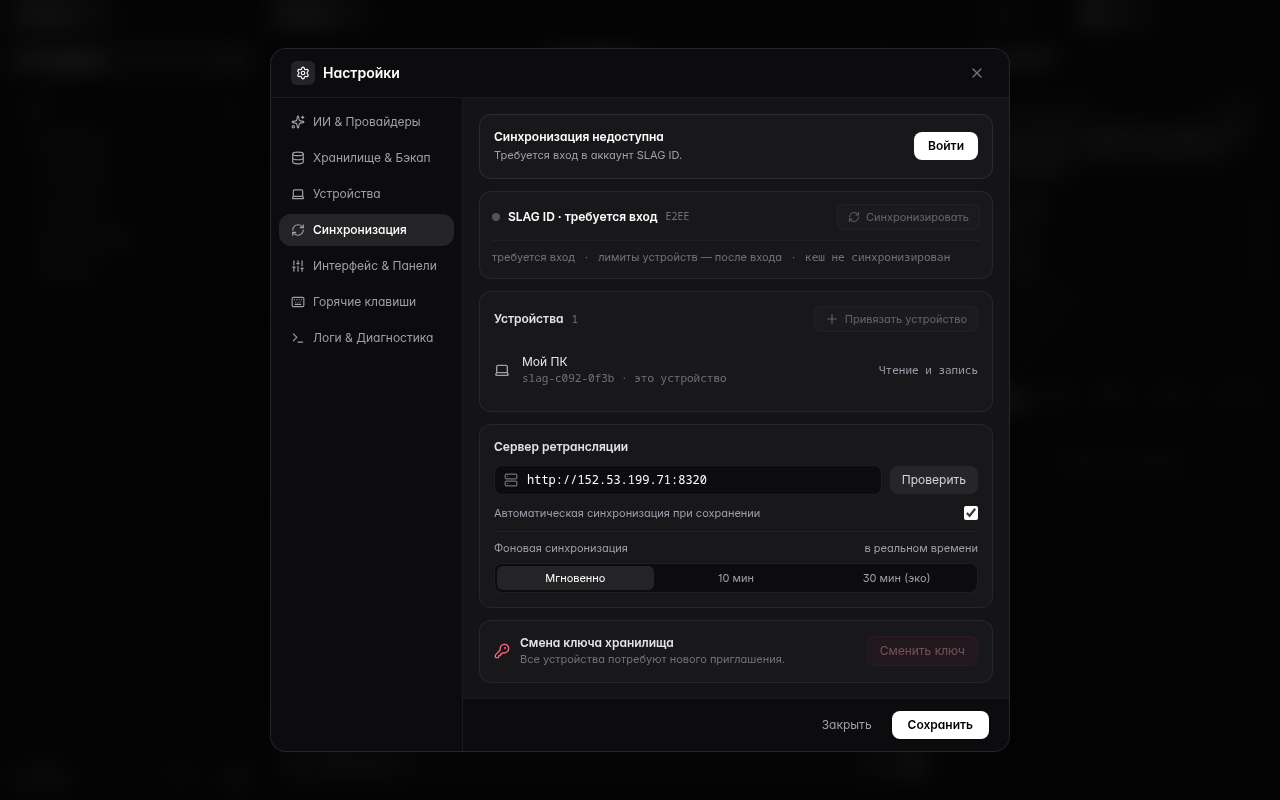 Настройки
ИИ & Провайдеры
Хранилище & Бэкап
Устройства
Синхронизация
Интерфейс & Панели
Горячие клавиши
Логи & Диагностика
Синхронизация недоступна
Требуется вход в аккаунт SLAG ID.
Войти
SLAG ID · требуется вход E2EE
Синхронизировать
требуется вход · лимиты устройств — после входа · кеш не синхронизирован
Устройства 1
Привязать устройство
Мой ПК
slag-c092-0f3b · это устройство
Чтение и запись
Сервер ретрансляции
http://152.53.199.71:8320
Проверить
Автоматическая синхронизация при сохранении
Фоновая синхронизация
в реальном времени
Мгновенно
10 мин
30 мин (эко)
Смена ключа хранилища
Все устройства потребуют нового приглашения.
Сменить ключ
Закрыть
Сохранить